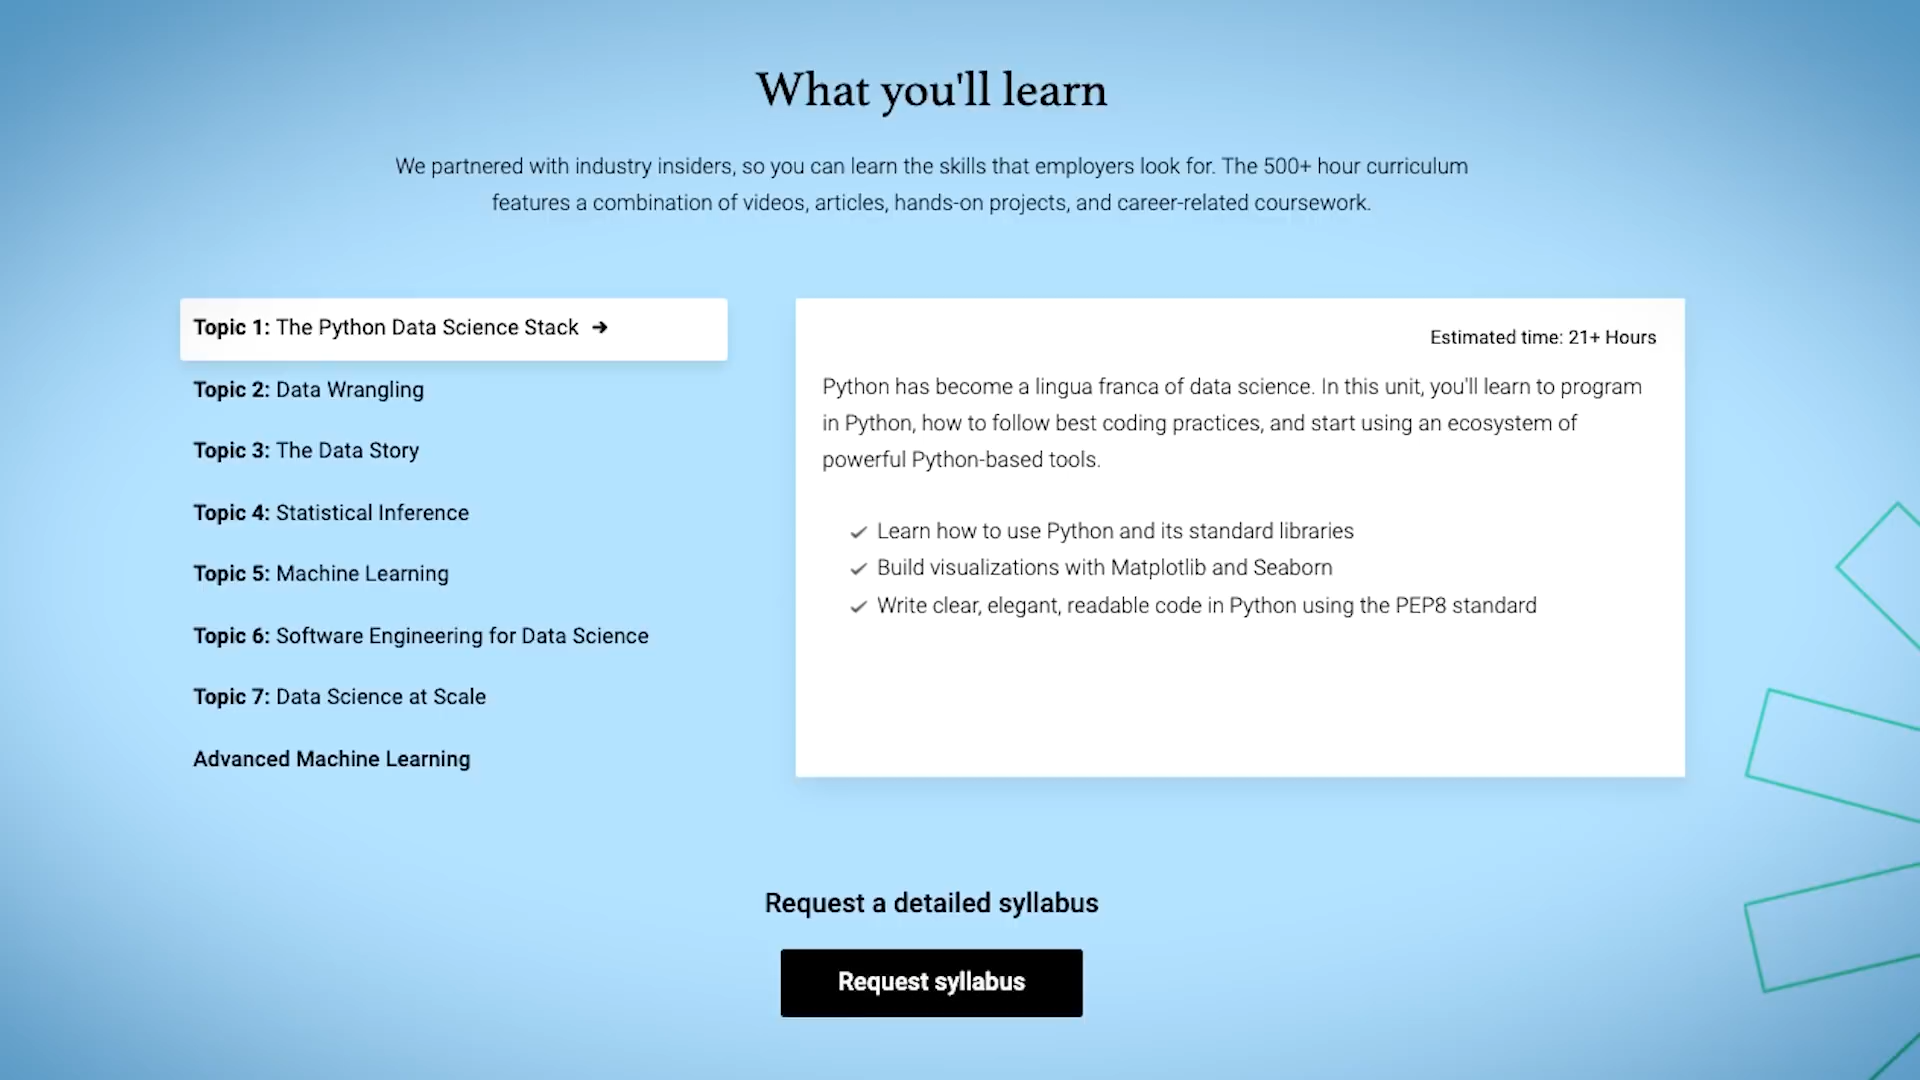 What you'll learn
We partnered with industry insiders, so you can learn the skills that employers look for. The 500+ hour curriculum
features a combination of videos, articles, hands-on projects, and career-related coursework.
Topic 1: The Python Data Science Stack ➔
Topic 2: Data Wrangling
Topic 3: The Data Story
Topic 4: Statistical Inference
Topic 5: Machine Learning
Topic 6: Software Engineering for Data Science
Topic 7: Data Science at Scale
Advanced Machine Learning
Estimated time: 21+ Hours
Python has become a lingua franca of data science. In this unit, you'll learn to program
in Python, how to follow best coding practices, and start using an ecosystem of
powerful Python-based tools.
✓ Learn how to use Python and its standard libraries
✓ Build visualizations with Matplotlib and Seaborn
✓ Write clear, elegant, readable code in Python using the PEP8 standard
Request a detailed syllabus
Request syllabus